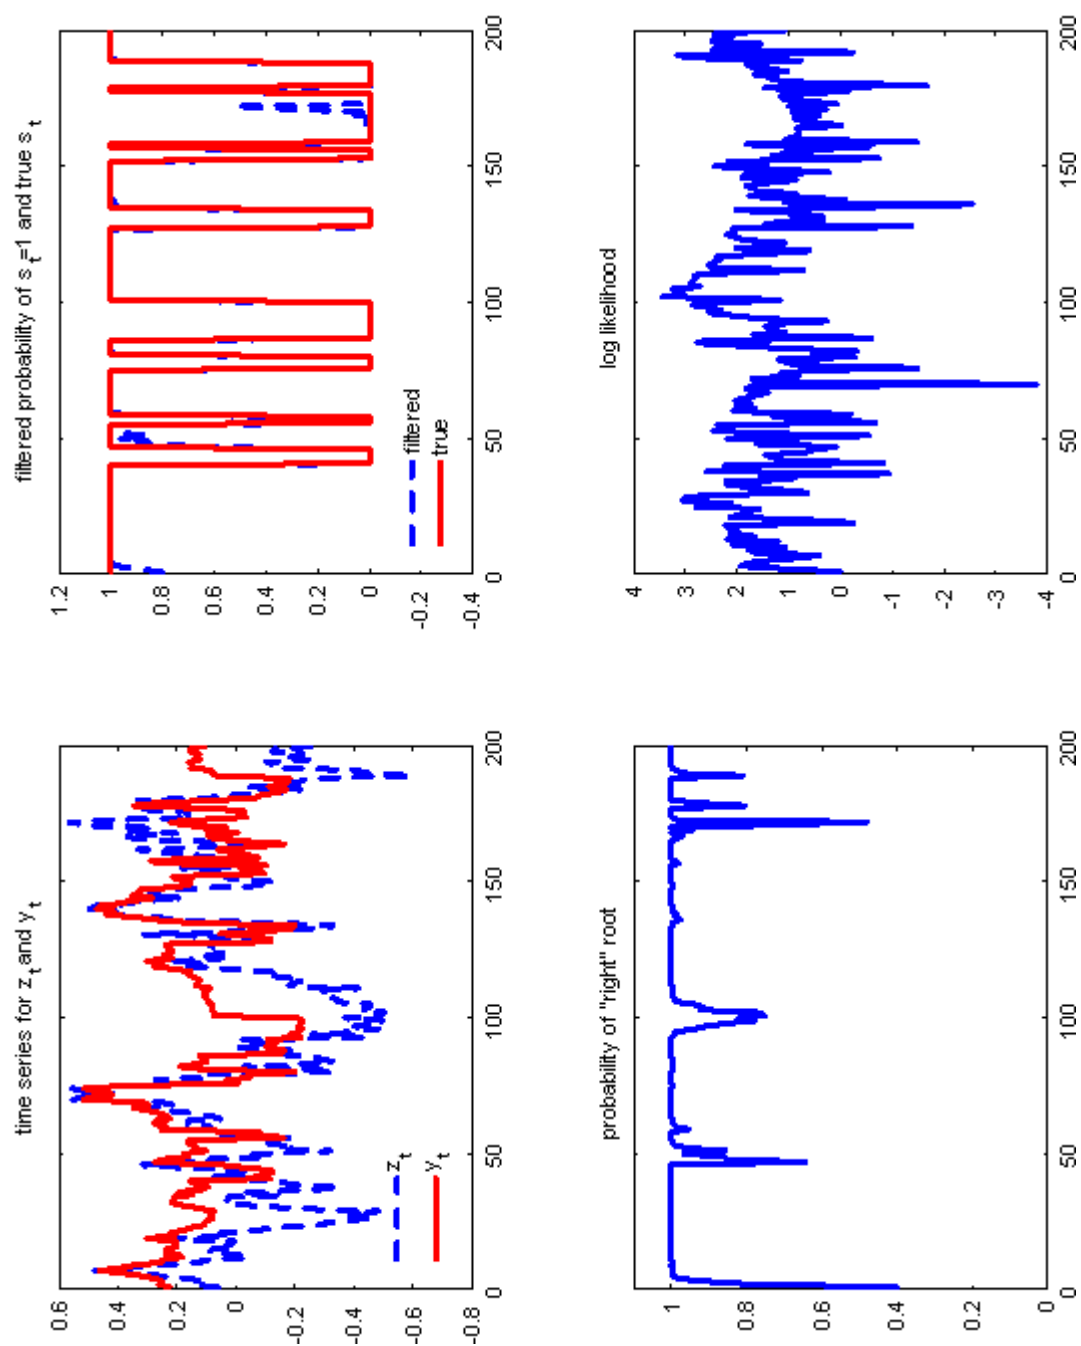 time series for z_t and y_t
0.6
0.4
0.2
0
-0.2
-0.4
-0.6
-0.8
0 50 100 150 200
z_t
y_t
filtered probability of s_t=1 and true s_t
1.2
1
0.8
0.6
0.4
0.2
0
-0.2
-0.4
0 50 100 150 200
filtered
true
probability of "right" root
1
0.8
0.6
0.4
0.2
0
0 50 100 150 200
log likelihood
4
3
2
1
0
-1
-2
-3
-4
0 50 100 150 200